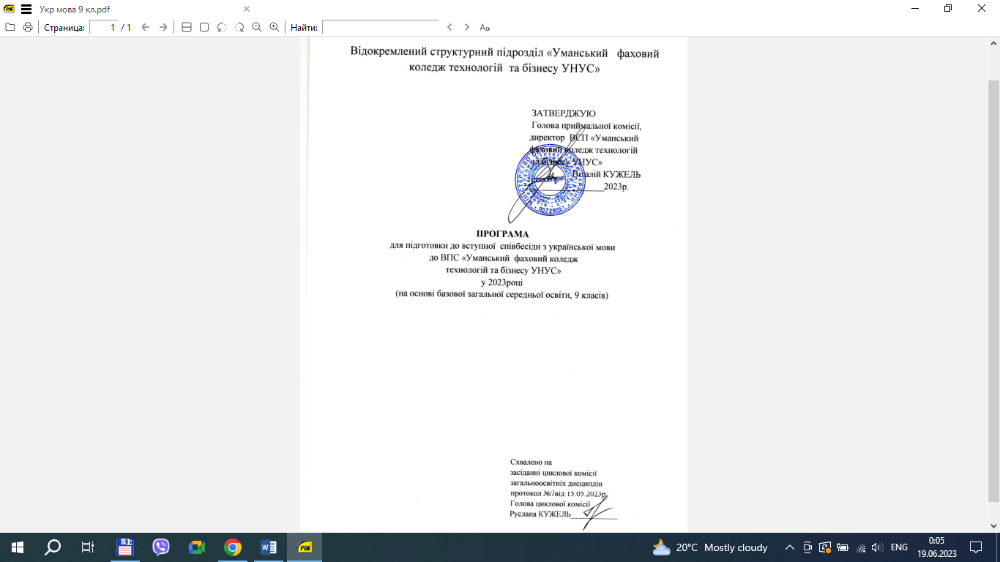 Укр мова 9 кл.pdf
Страница: 1 / 1 Найти: Aa
Відокремлений структурний підрозділ «Уманський фаховий
коледж технологій та бізнесу УНУС»
ЗАТВЕРДЖУЮ
Голова приймальної комісії,
директор ВСП «Уманський
фаховий коледж технологій
та бізнесу УНУС»
Віталій КУЖЕЛЬ
2023р.
ПРОГРАМА
для підготовки до вступної співбесіди з української мови
до ВПС «Уманський фаховий коледж
технологій та бізнесу УНУС»
у 2023році
(на основі базової загальної середньої освіти, 9 класів)
Схвалено на
засіданні циклової комісії
загальноосвітніх дисциплін
протокол №7від 15.05.2023р.
Голова циклової комісії
Руслана КУЖЕЛЬ
20°C Mostly cloudy ENG 0:05
19.06.2023